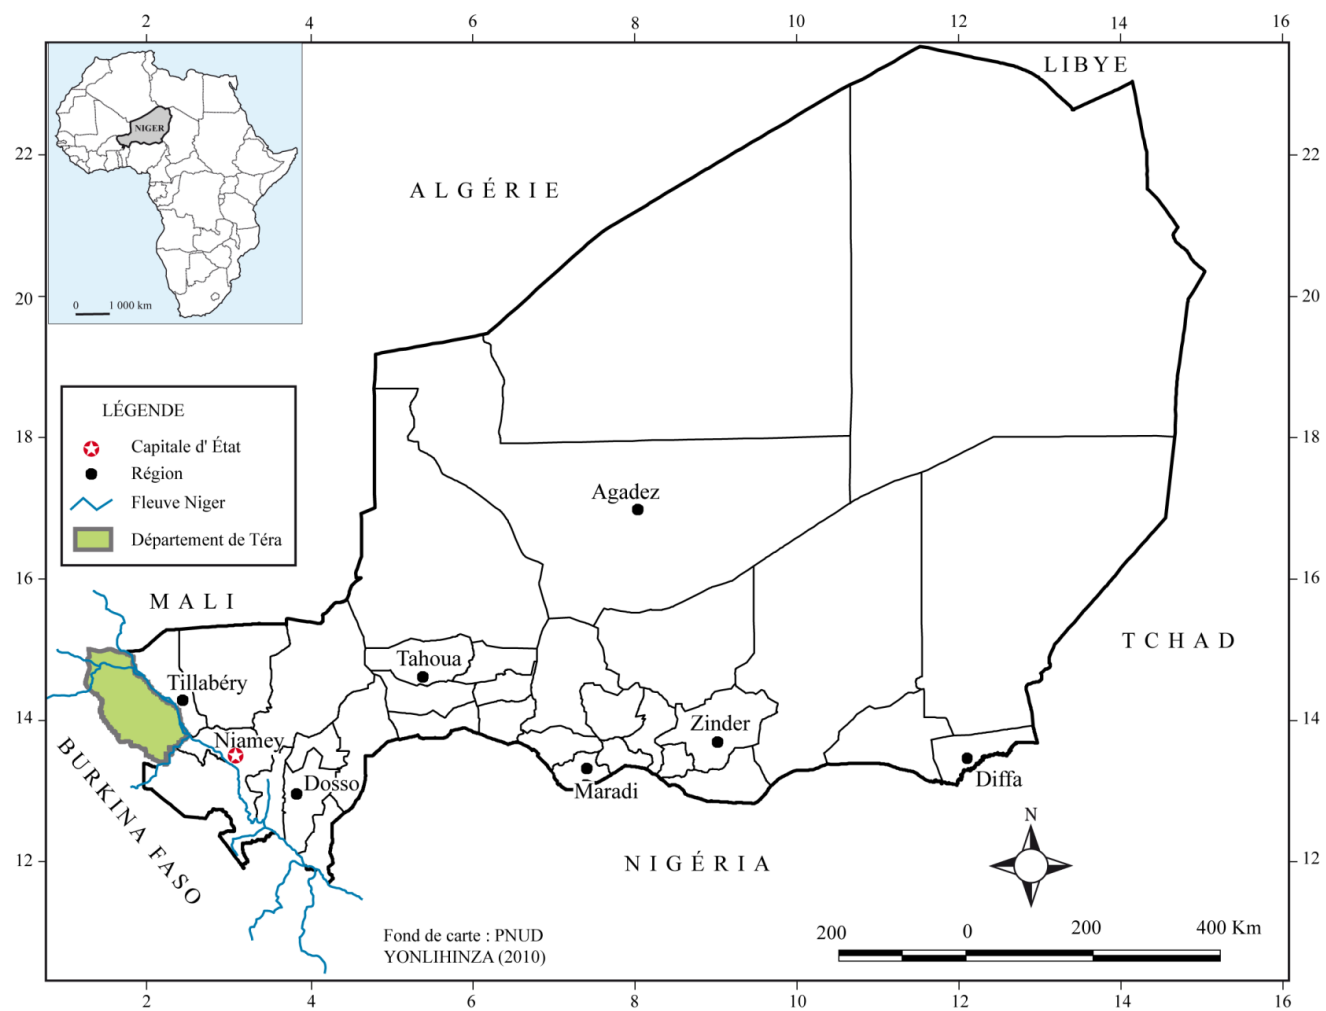 2 4 6 8 10 12 14 16
LIBYE
NIGER
22 22
ALGÉRIE
0 1 000 km
20 20
LÉGENDE
18 18
Capitale d' État
Région
Fleuve Niger
Département de Téra
Agadez
16 16
MALI
TCHAD
Tahoua
Tillabéry
14 14
Zinder
Niamey
BURKINA FASO
Dosso
Maradi
Diffa
N
12 12
NIGÉRIA
Fond de carte : PNUD
YONLIHINZA (2010)
200 0 200 400 Km
2 4 6 8 10 12 14 16